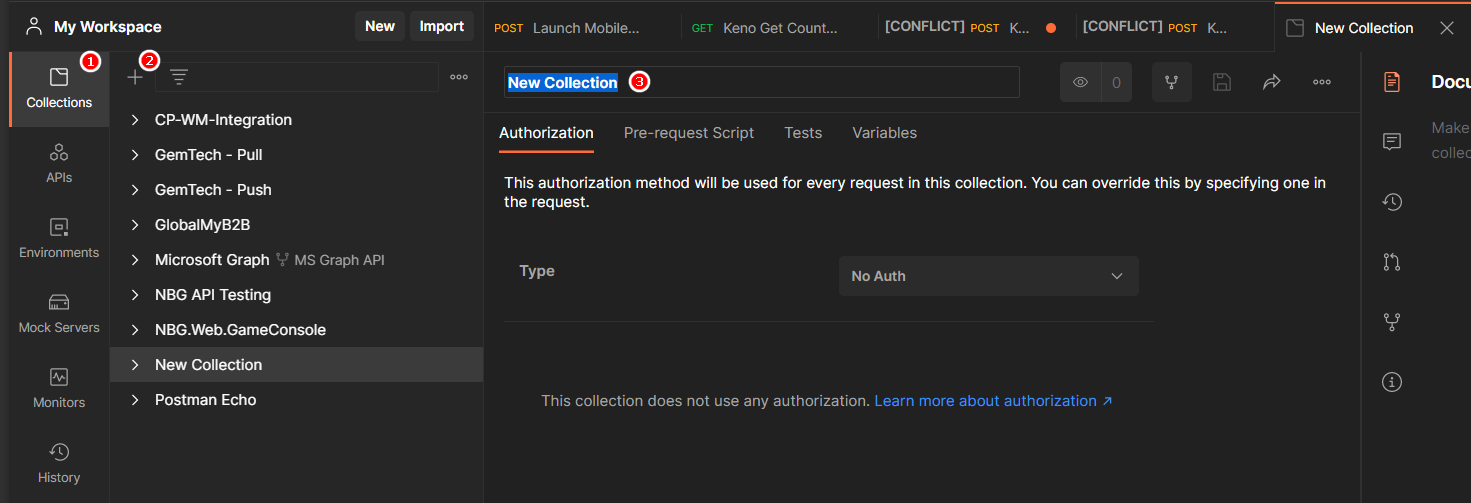 My Workspace
New
Import
POST Launch Mobile...
GET Keno Get Count...
[CONFLICT] POST K...
[CONFLICT] POST K...
New Collection
1
Collections
APIs
Environments
Mock Servers
Monitors
History
2
CP-WM-Integration
GemTech - Pull
GemTech - Push
GlobalMyB2B
Microsoft Graph MS Graph API
NBG API Testing
NBG.Web.GameConsole
New Collection
Postman Echo
New Collection 3
0
Authorization Pre-request Script Tests Variables
This authorization method will be used for every request in this collection. You can override this by specifying one in
the request.
Type
No Auth
This collection does not use any authorization. Learn more about authorization ↗
Docu
Make
collec